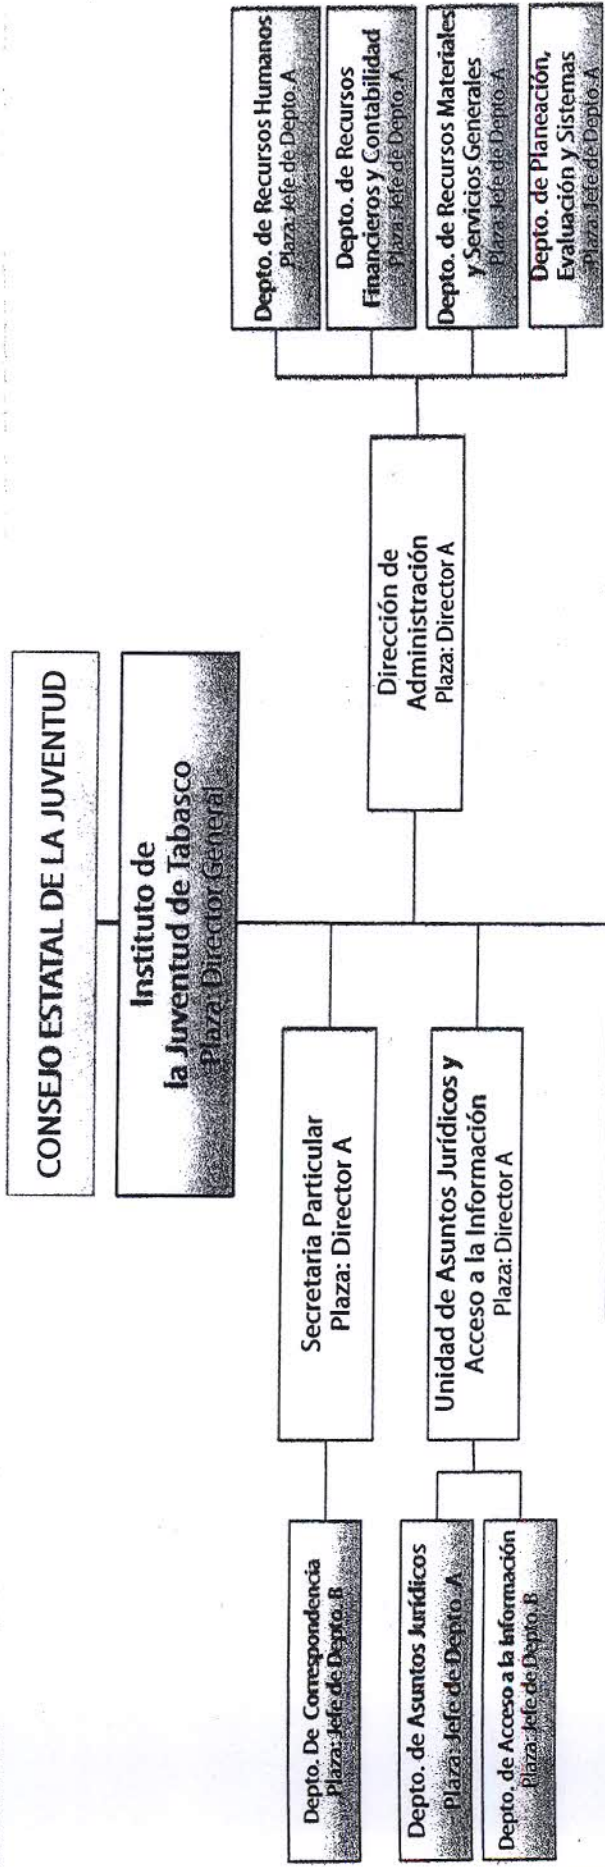 CONSEJO ESTATAL DE LA JUVENTUD
Instituto de
la Juventud de Tabasco
Plaza: Director General
Secretaria Particular
Plaza: Director A
Depto. De Correspondencia
Plaza: Jefe de Depto. B
Unidad de Asuntos Jurídicos y
Acceso a la Información
Plaza: Director A
Depto. de Asuntos Jurídicos
Plaza: Jefe de Depto. A
Depto. de Acceso a la Información
Plaza: Jefe de Depto. B
Dirección de
Administración
Plaza: Director A
Depto. de Recursos Humanos
Plaza: Jefe de Depto. A
Depto. de Recursos
Financieros y Contabilidad
Plaza: Jefe de Depto. A
Depto. de Recursos Materiales
y Servicios Generales
Plaza: Jefe de Depto. A
Depto. de Planeación,
Evaluación y Sistemas
Plaza: Jefe de Depto. A